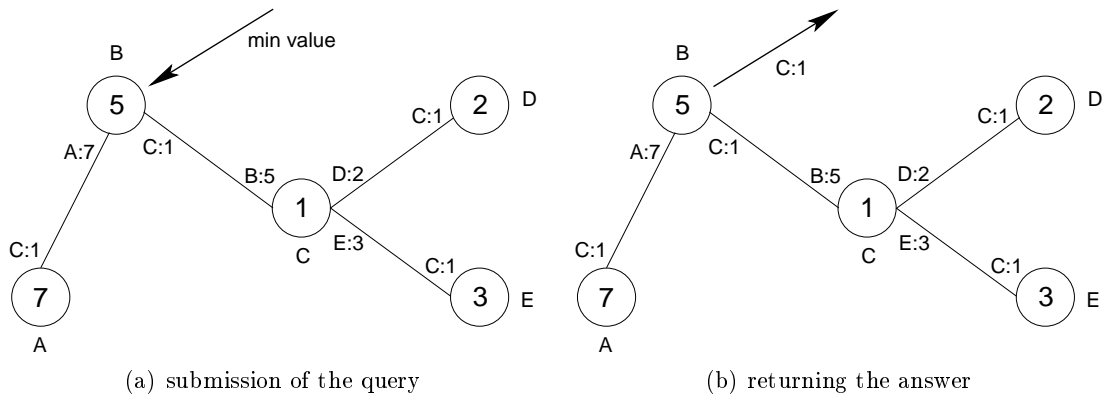 B
min value
5
2
D
C:1
A:7
C:1
B:5
D:2
1
C:1
E:3
C
C:1
7
3
E
A
(a) submission of the query
B
C:1
5
2
D
C:1
A:7
C:1
B:5
D:2
1
C:1
E:3
C
C:1
7
3
E
A
(b) returning the answer